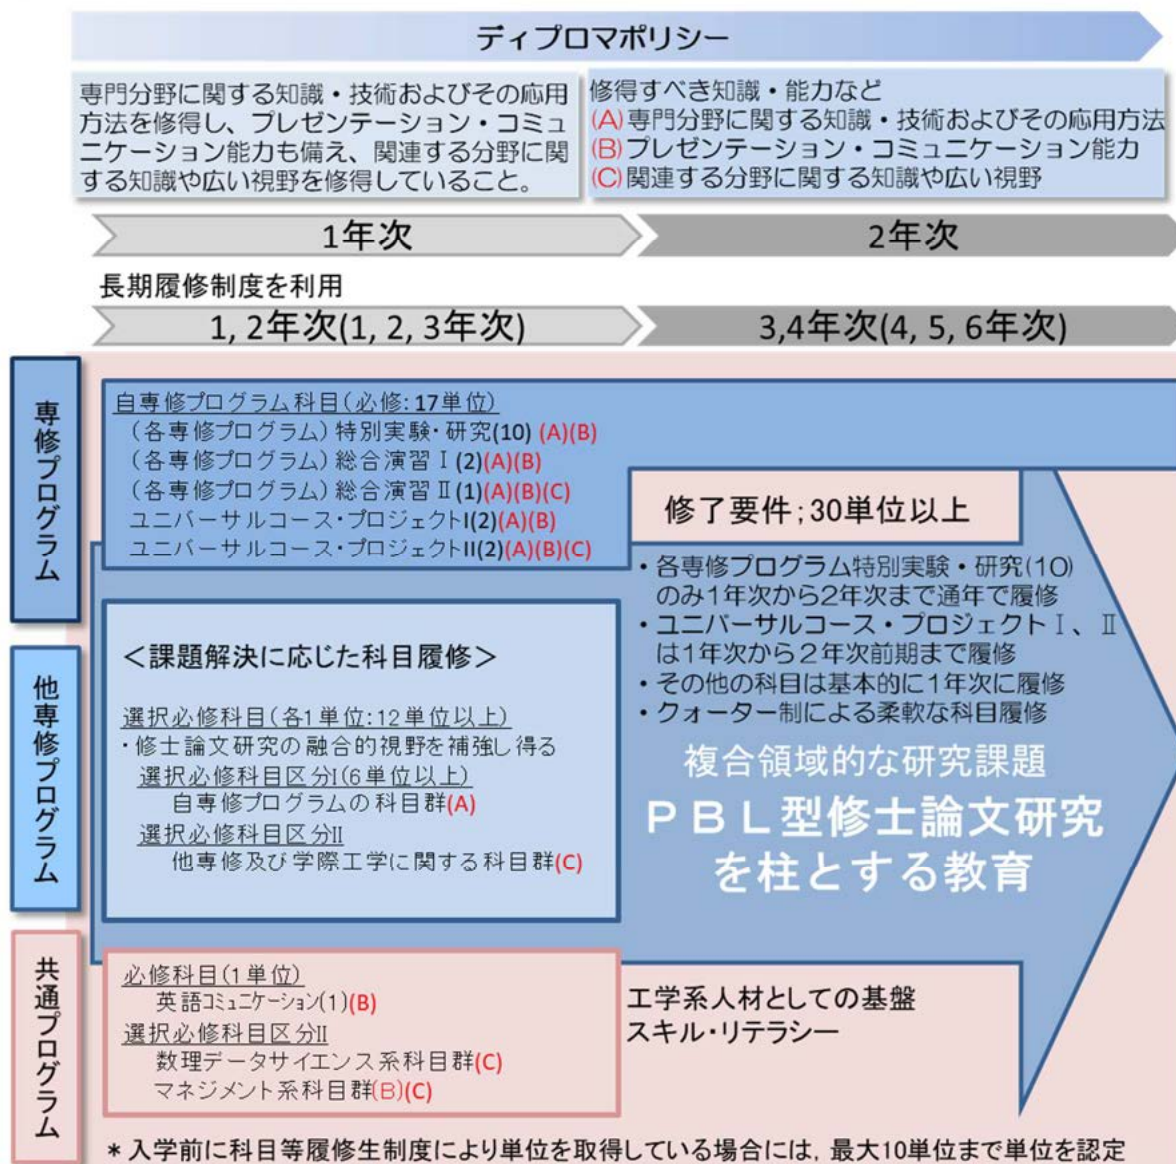 ディプロマポリシー
専門分野に関する知識・技術およびその応用
方法を修得し、プレゼンテーション・コミュ
ニケーション能力も備え、関連する分野に関
する知識や広い視野を修得していること。
修得すべき知識・能力など
(A)専門分野に関する知識・技術およびその応用方法
(B)プレゼンテーション・コミュニケーション能力
(C)関連する分野に関する知識や広い視野
1年次
2年次
長期履修制度を利用
1, 2年次(1, 2, 3年次)
3,4年次(4, 5, 6年次)
専修プログラム
自専修プログラム科目(必修:17単位)
(各専修プログラム)特別実験・研究(10) (A)(B)
(各専修プログラム)総合演習Ⅰ(2)(A)(B)
(各専修プログラム)総合演習Ⅱ(1)(A)(B)(C)
ユニバーサルコース・プロジェクトI(2)(A)(B)
ユニバーサルコース・プロジェクトII(2)(A)(B)(C)
他専修プログラム
<課題解決に応じた科目履修>
選択必修科目(各1単位:12単位以上)
・修士論文研究の融合的視野を補強し得る
選択必修科目区分I(6単位以上)
自専修プログラムの科目群(A)
選択必修科目区分II
他専修及び学際工学に関する科目群(C)
修了要件;30単位以上
・各専修プログラム特別実験・研究(10)
のみ1年次から2年次まで通年で履修
・ユニバーサルコース・プロジェクトⅠ、Ⅱ
は1年次から2年次前期まで履修
・その他の科目は基本的に1年次に履修
・クォーター制による柔軟な科目履修
複合領域的な研究課題
PBL型修士論文研究
を柱とする教育
共通プログラム
必修科目(1単位)
英語コミュニケーション(1)(B)
選択必修科目区分II
数理データサイエンス系科目群(C)
マネジメント系科目群(B)(C)
工学系人材としての基盤
スキル・リテラシー
*入学前に科目等履修生制度により単位を取得している場合には,最大10単位まで単位を認定